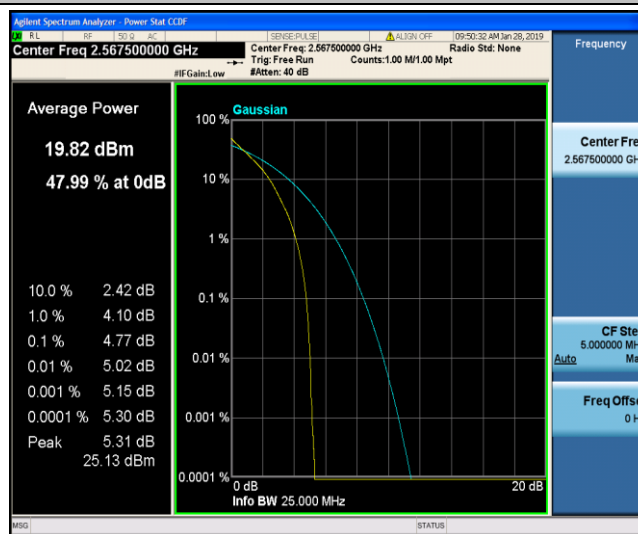 Agilent Spectrum Analyzer - Power Stat CCDF
RL RF 50 Ω AC SENSE:PULSE ALIGN OFF 09:50:32 AM Jan 28, 2019
Center Freq 2.567500000 GHz
Center Freq: 2.567500000 GHz Radio Std: None
Trig: Free Run Counts:1.00 M/1.00 Mpt
#IFGain:Low #Atten: 40 dB
Frequency
Average Power
19.82 dBm
47.99 % at 0dB
10.0 % 2.42 dB
1.0 % 4.10 dB
0.1 % 4.77 dB
0.01 % 5.02 dB
0.001 % 5.15 dB
0.0001 % 5.30 dB
Peak 5.31 dB
25.13 dBm
Gaussian
100 %
10 %
1 %
0.1 %
0.01 %
0.001 %
0.0001 %
0 dB 20 dB
Info BW 25.000 MHz
Center Fre
2.567500000 GH
CF Ste
5.000000 MH
Auto Ma
Freq Offse
0 H
MSG STATUS